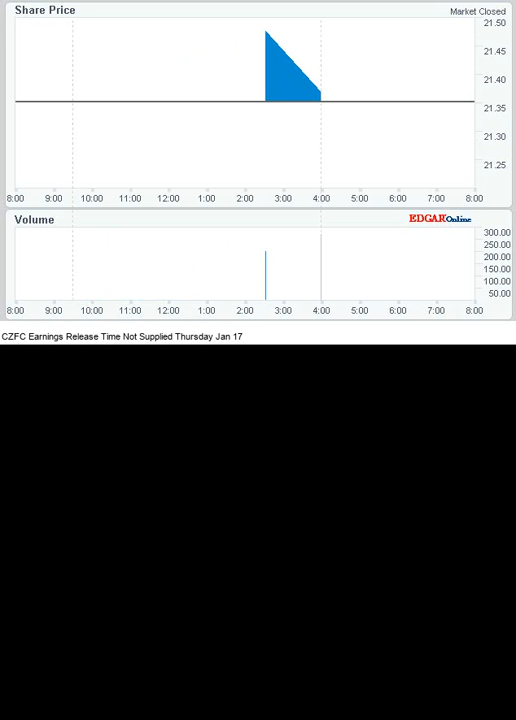 Share Price
Market Closed
21.50
21.45
21.40
21.35
21.30
21.25
8:00 9:00 10:00 11:00 12:00 1:00 2:00 3:00 4:00 5:00 6:00 7:00 8:00
Volume
EDGAR Online
300.00
250.00
200.00
150.00
100.00
50.00
8:00 9:00 10:00 11:00 12:00 1:00 2:00 3:00 4:00 5:00 6:00 7:00 8:00
CZFC Earnings Release Time Not Supplied Thursday Jan 17